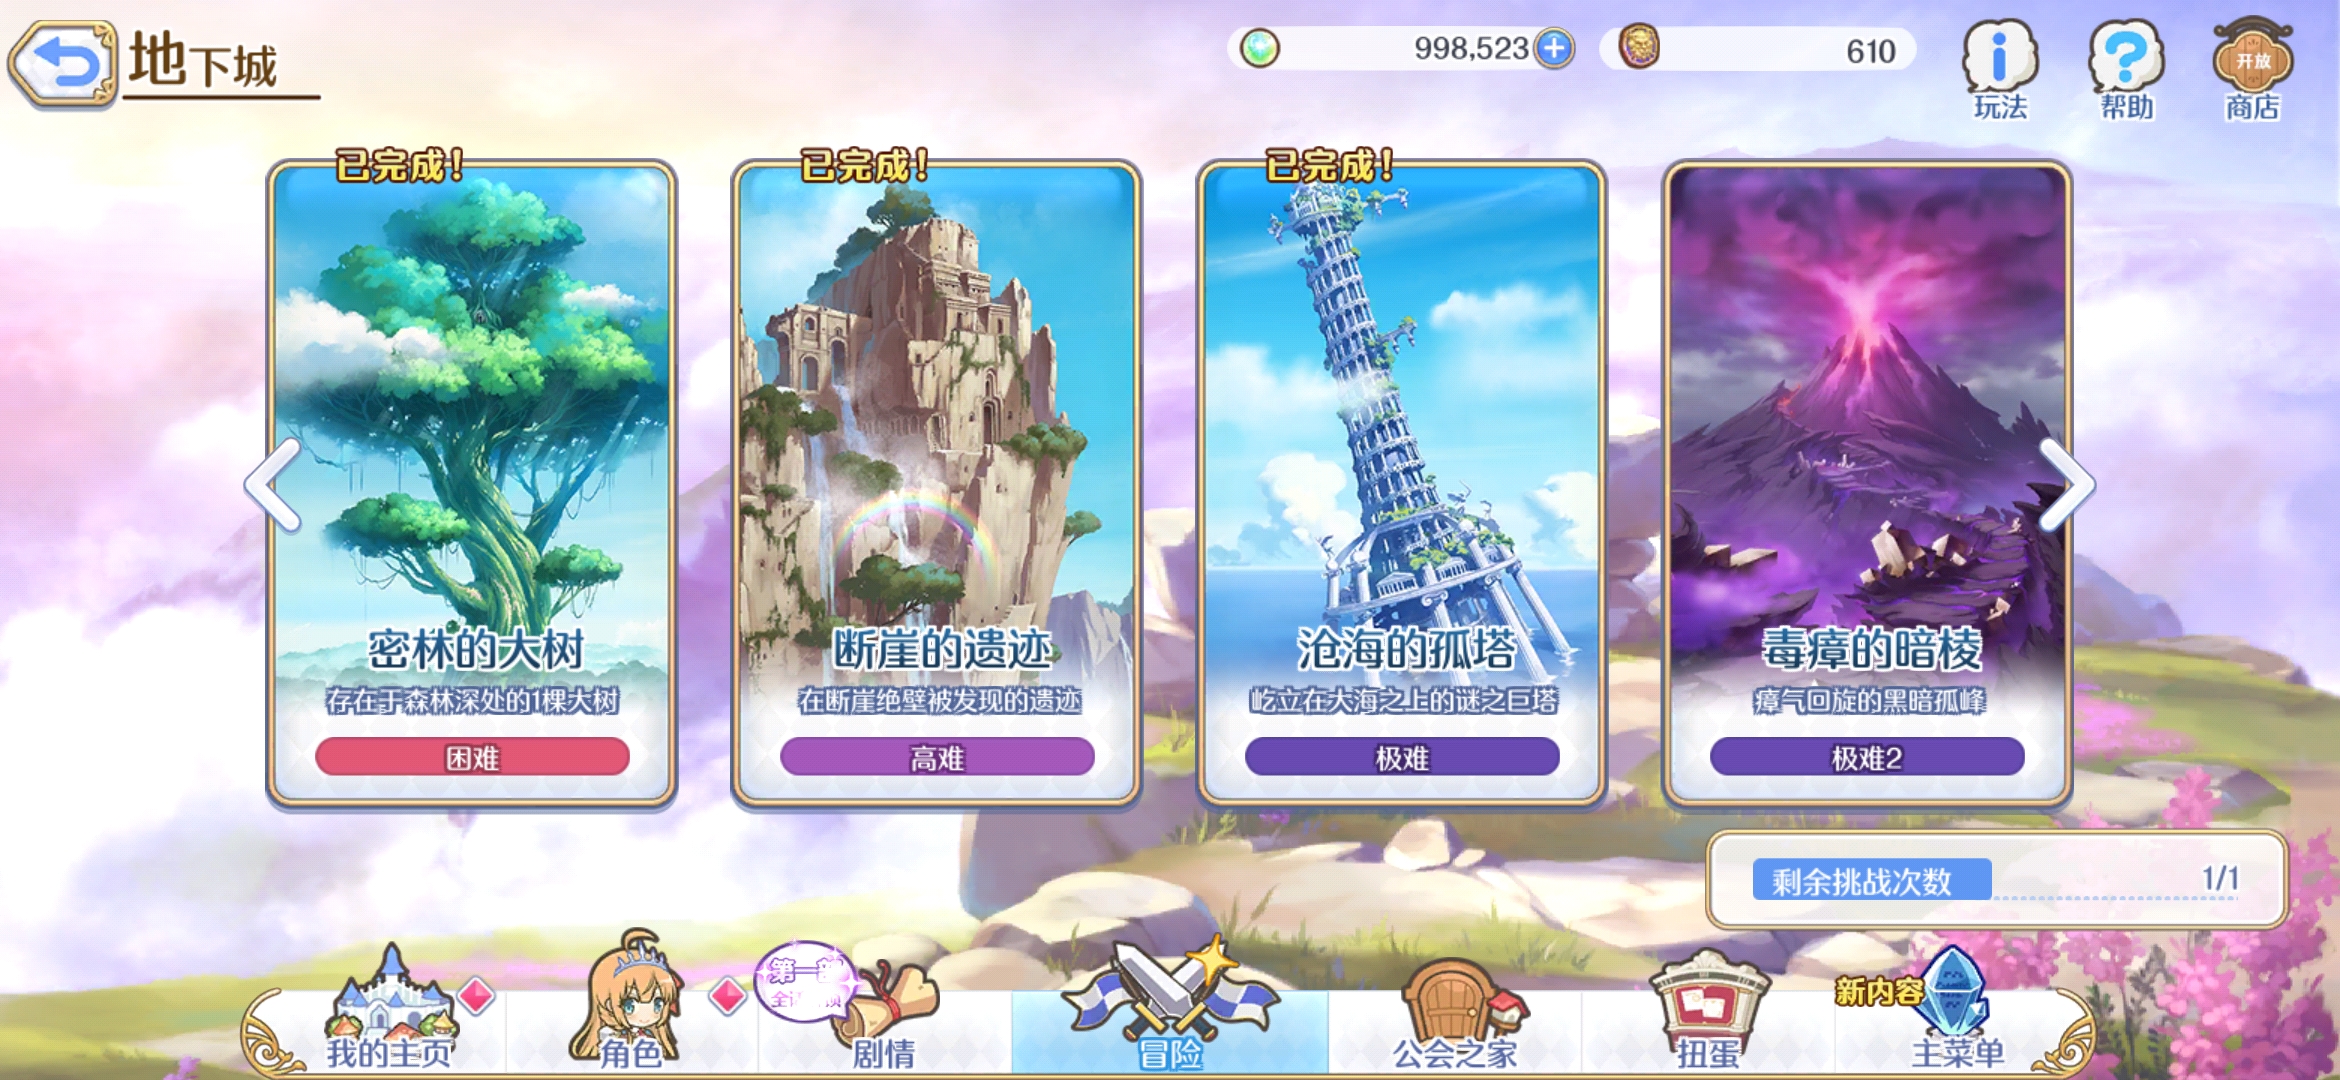 地下城
998,523
610
玩法
帮助
开放
商店
已完成！
已完成！
已完成！
密林的大树
断崖的遗迹
沧海的孤塔
毒瘴的暗棱
存在于森林深处的1棵大树
在断崖绝壁被发现的遗迹
屹立在大海之上的谜之巨塔
瘴气回旋的黑暗孤峰
困难
高难
极难
极难2
剩余挑战次数
1/1
第一部
新内容
我的主页
角色
剧情
冒险
公会之家
扭蛋
主菜单